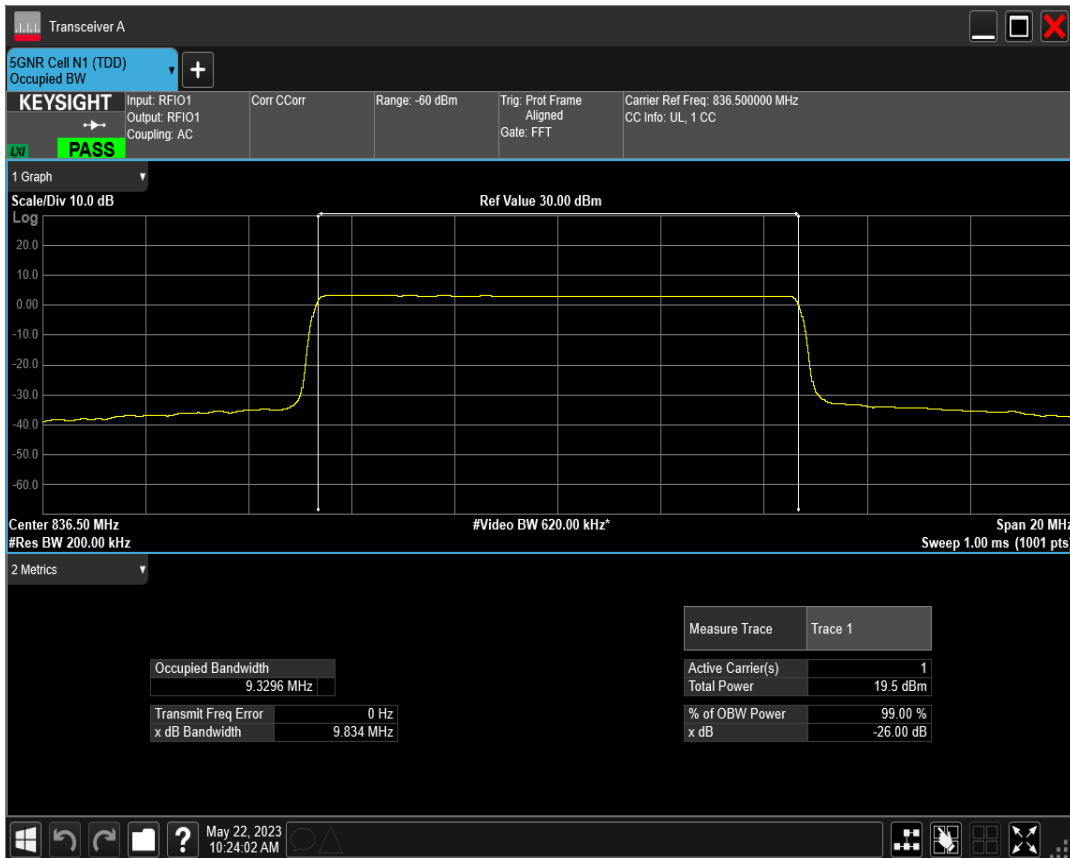 Transceiver A
5GNR Cell N1 (TDD)
Occupied BW
+
KEYSIGHT
LXI
PASS
Input: RFIO1
Output: RFIO1
Coupling: AC
Corr CCorr
Range: -60 dBm
Trig: Prot Frame
Aligned
Gate: FFT
Carrier Ref Freq: 836.500000 MHz
CC Info: UL, 1 CC
1 Graph
Scale/Div 10.0 dB
Ref Value 30.00 dBm
Log
20.0
10.0
0.00
-10.0
-20.0
-30.0
-40.0
-50.0
-60.0
Center 836.50 MHz
#Video BW 620.00 kHz*
Span 20 MHz
#Res BW 200.00 kHz
Sweep 1.00 ms (1001 pts)
2 Metrics
Measure Trace Trace 1
Occupied Bandwidth
9.3296 MHz
Active Carrier(s) 1
Total Power 19.5 dBm
Transmit Freq Error 0 Hz
x dB Bandwidth 9.834 MHz
% of OBW Power 99.00 %
x dB -26.00 dB
?
May 22, 2023
10:24:02 AM